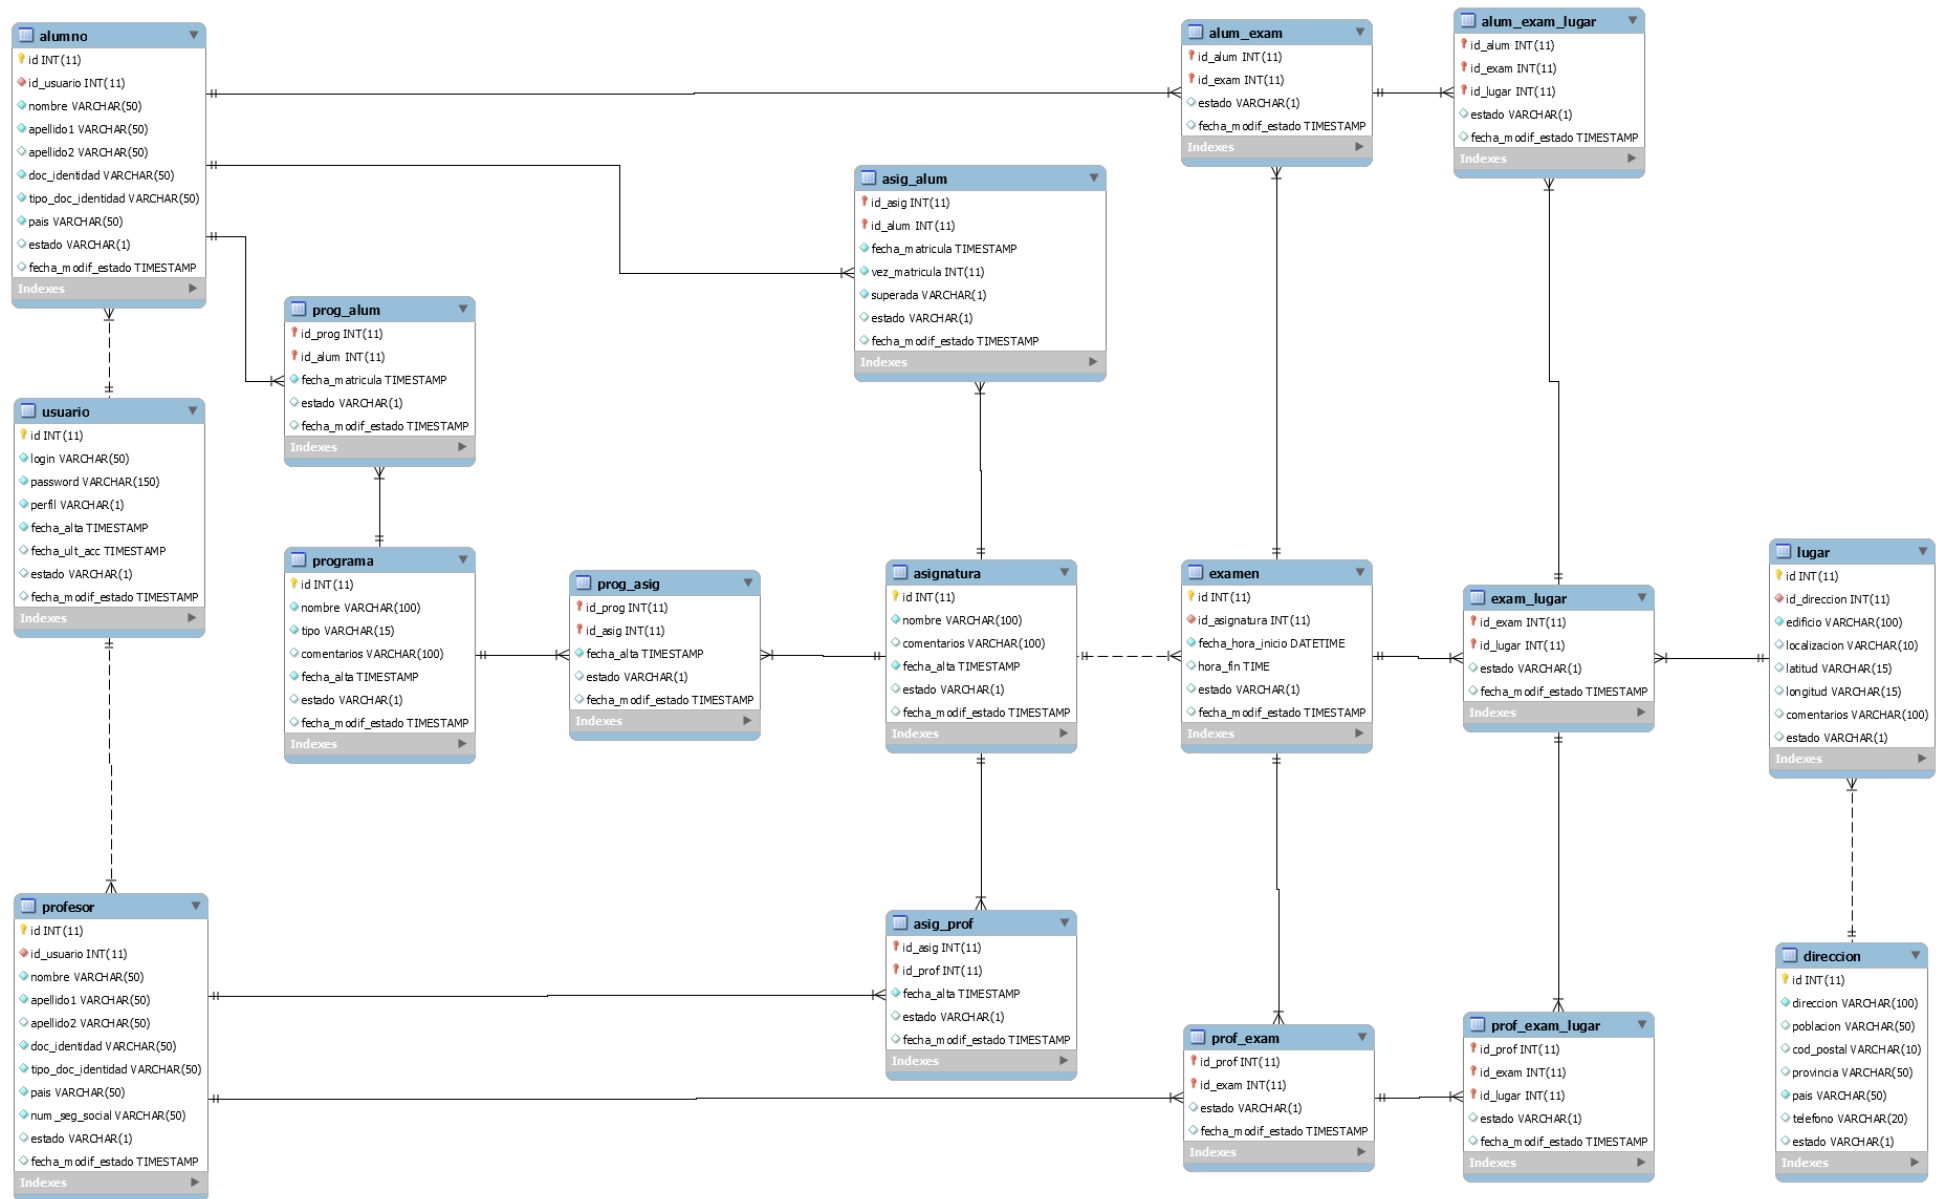 alumno
id INT(11)
id_usuario INT(11)
nombre VARCHAR(50)
apellido1 VARCHAR(50)
apellido2 VARCHAR(50)
doc_identidad VARCHAR(50)
tipo_doc_identidad VARCHAR(50)
pais VARCHAR(50)
estado VARCHAR(1)
fecha_modif_estado TIMESTAMP
Indexes
alum_exam
id_alum INT(11)
id_exam INT(11)
estado VARCHAR(1)
fecha_modif_estado TIMESTAMP
Indexes
alum_exam_lugar
id_alum INT(11)
id_exam INT(11)
id_lugar INT(11)
estado VARCHAR(1)
fecha_modif_estado TIMESTAMP
Indexes
asig_alum
id_asig INT(11)
id_alum INT(11)
fecha_matricula TIMESTAMP
vez_matricula INT(11)
superada VARCHAR(1)
estado VARCHAR(1)
fecha_modif_estado TIMESTAMP
Indexes
prog_alum
id_prog INT(11)
id_alum INT(11)
fecha_matricula TIMESTAMP
estado VARCHAR(1)
fecha_modif_estado TIMESTAMP
Indexes
usuario
id INT(11)
login VARCHAR(50)
password VARCHAR(150)
perfil VARCHAR(1)
fecha_alta TIMESTAMP
fecha_ult_acc TIMESTAMP
estado VARCHAR(1)
fecha_modif_estado TIMESTAMP
Indexes
programa
id INT(11)
nombre VARCHAR(100)
tipo VARCHAR(15)
comentarios VARCHAR(100)
fecha_alta TIMESTAMP
estado VARCHAR(1)
fecha_modif_estado TIMESTAMP
Indexes
prog_asig
id_prog INT(11)
id_asig INT(11)
fecha_alta TIMESTAMP
estado VARCHAR(1)
fecha_modif_estado TIMESTAMP
Indexes
asignatura
id INT(11)
nombre VARCHAR(100)
comentarios VARCHAR(100)
fecha_alta TIMESTAMP
estado VARCHAR(1)
fecha_modif_estado TIMESTAMP
Indexes
examen
id INT(11)
id_asignatura INT(11)
fecha_hora_inicio DATETIME
hora_fin TIME
estado VARCHAR(1)
fecha_modif_estado TIMESTAMP
Indexes
exam_lugar
id_exam INT(11)
id_lugar INT(11)
estado VARCHAR(1)
fecha_modif_estado TIMESTAMP
Indexes
lugar
id INT(11)
id_direccion INT(11)
edificio VARCHAR(100)
localizacion VARCHAR(10)
latitud VARCHAR(15)
longitud VARCHAR(15)
comentarios VARCHAR(100)
estado VARCHAR(1)
Indexes
profesor
id INT(11)
id_usuario INT(11)
nombre VARCHAR(50)
apellido1 VARCHAR(50)
apellido2 VARCHAR(50)
doc_identidad VARCHAR(50)
tipo_doc_identidad VARCHAR(50)
pais VARCHAR(50)
num_seg_social VARCHAR(50)
estado VARCHAR(1)
fecha_modif_estado TIMESTAMP
Indexes
asig_prof
id_asig INT(11)
id_prof INT(11)
fecha_alta TIMESTAMP
estado VARCHAR(1)
fecha_modif_estado TIMESTAMP
Indexes
prof_exam
id_prof INT(11)
id_exam INT(11)
estado VARCHAR(1)
fecha_modif_estado TIMESTAMP
Indexes
prof_exam_lugar
id_prof INT(11)
id_exam INT(11)
id_lugar INT(11)
estado VARCHAR(1)
fecha_modif_estado TIMESTAMP
Indexes
direccion
id INT(11)
direccion VARCHAR(100)
poblacion VARCHAR(50)
cod_postal VARCHAR(10)
provincia VARCHAR(50)
pais VARCHAR(50)
telefono VARCHAR(20)
estado VARCHAR(1)
Indexes